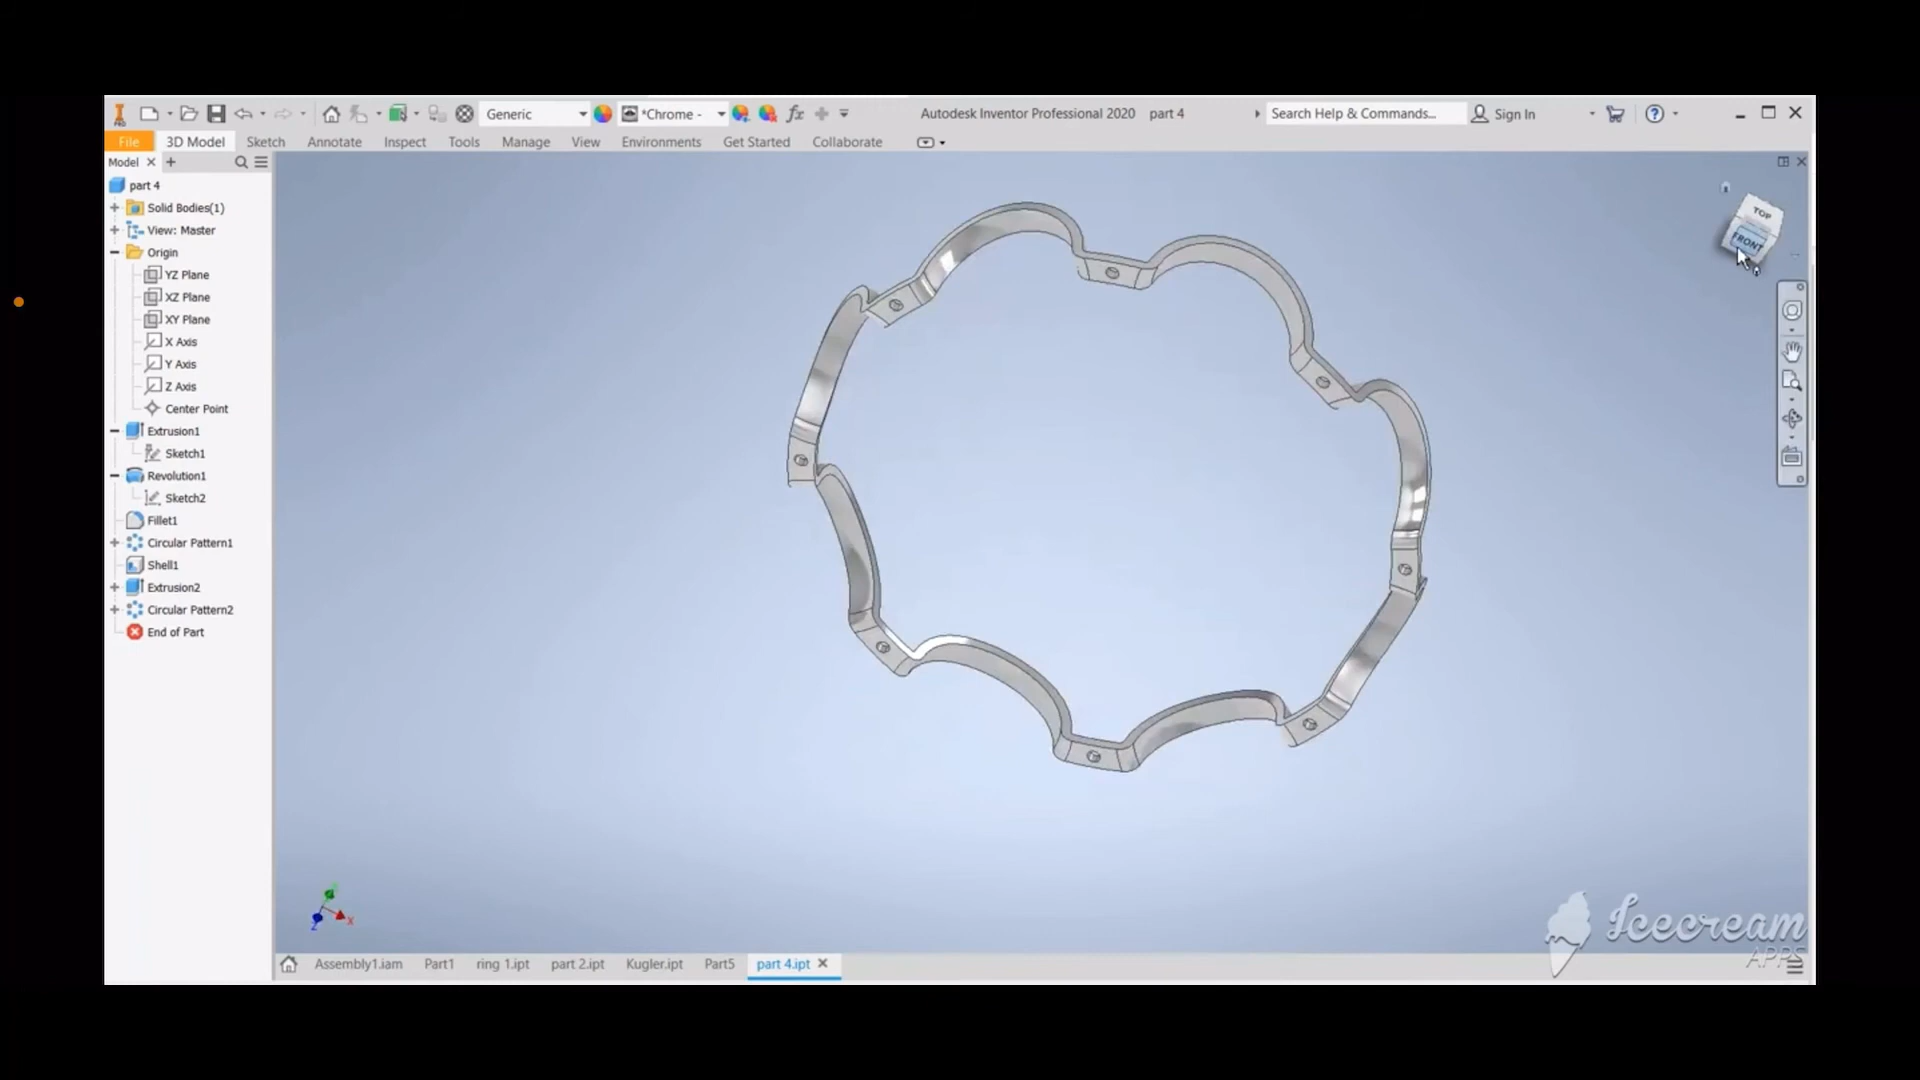 Generic
*Chrome -
fx
Autodesk Inventor Professional 2020 part 4
Search Help & Commands...
Sign In
File 3D Model Sketch Annotate Inspect Tools Manage View Environments Get Started Collaborate
Model
part 4
Solid Bodies(1)
View: Master
Origin
YZ Plane
XZ Plane
XY Plane
X Axis
Y Axis
Z Axis
Center Point
Extrusion1
Sketch1
Revolution1
Sketch2
Fillet1
Circular Pattern1
Shell1
Extrusion2
Circular Pattern2
End of Part
TOP
FRONT
X
Z
Icecream
APPS
Assembly1.iam Part1 ring 1.ipt part 2.ipt Kugler.ipt Part5 part 4.ipt